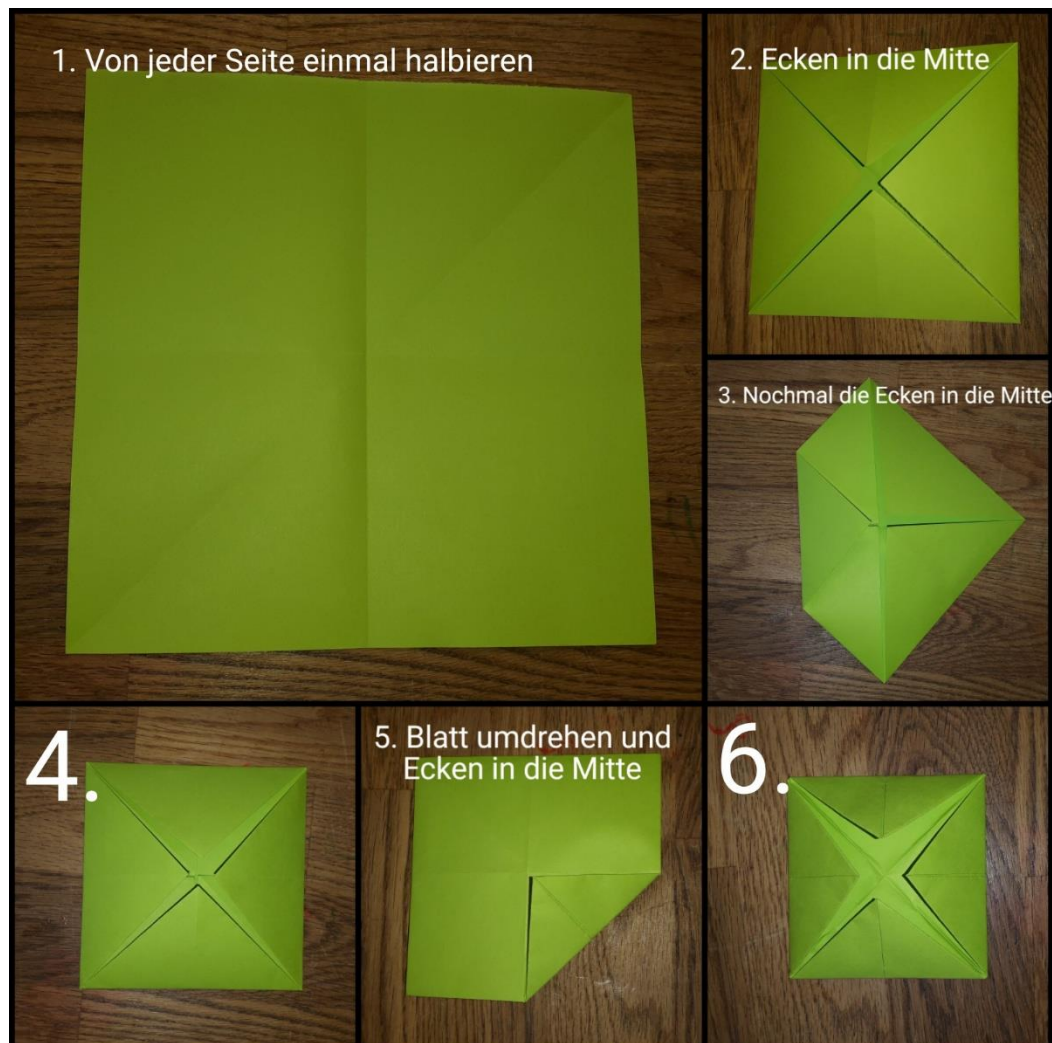 1. Von jeder Seite einmal halbieren
2. Ecken in die Mitte
3. Nochmal die Ecken in die Mitte
4.
5. Blatt umdrehen und
Ecken in die Mitte
6.